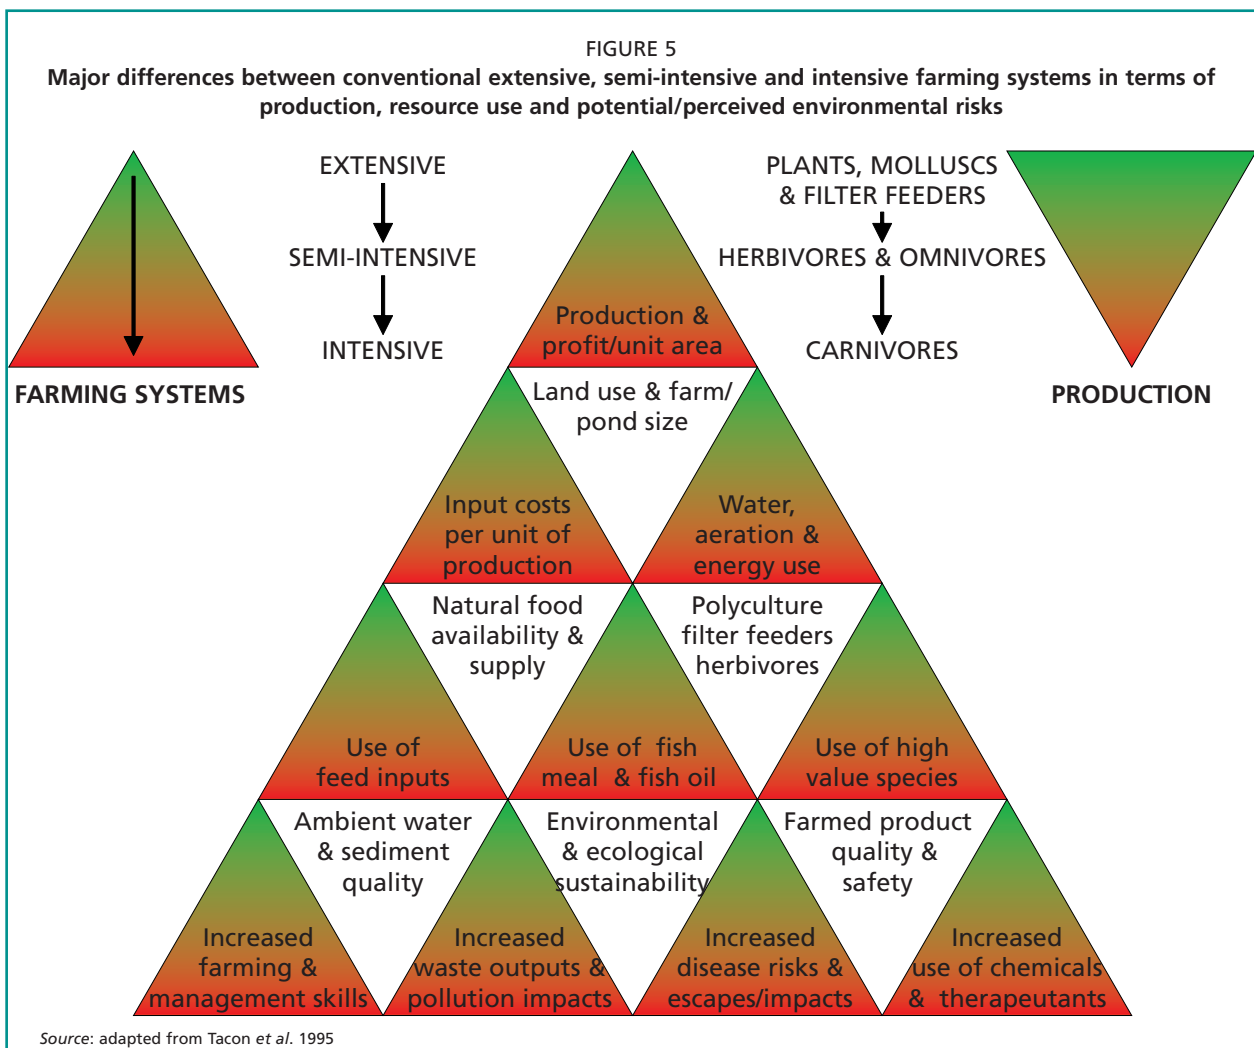 FIGURE 5
Major differences between conventional extensive, semi-intensive and intensive farming systems in terms of
production, resource use and potential/perceived environmental risks
EXTENSIVE
SEMI-INTENSIVE
INTENSIVE
FARMING SYSTEMS
PLANTS, MOLLUSCS
& FILTER FEEDERS
HERBIVORES & OMNIVORES
CARNIVORES
PRODUCTION
Production &
profit/unit area
Land use & farm/
pond size
Input costs
per unit of
production
Water,
aeration &
energy use
Natural food
availability &
supply
Polyculture
filter feeders
herbivores
Use of
feed inputs
Use of fish
meal & fish oil
Use of high
value species
Ambient water
& sediment
quality
Environmental
& ecological
sustainability
Farmed product
quality &
safety
Increased
farming &
management skills
Increased
waste outputs &
pollution impacts
Increased
disease risks &
escapes/impacts
Increased
use of chemicals
& therapeutants
Source: adapted from Tacon et al. 1995